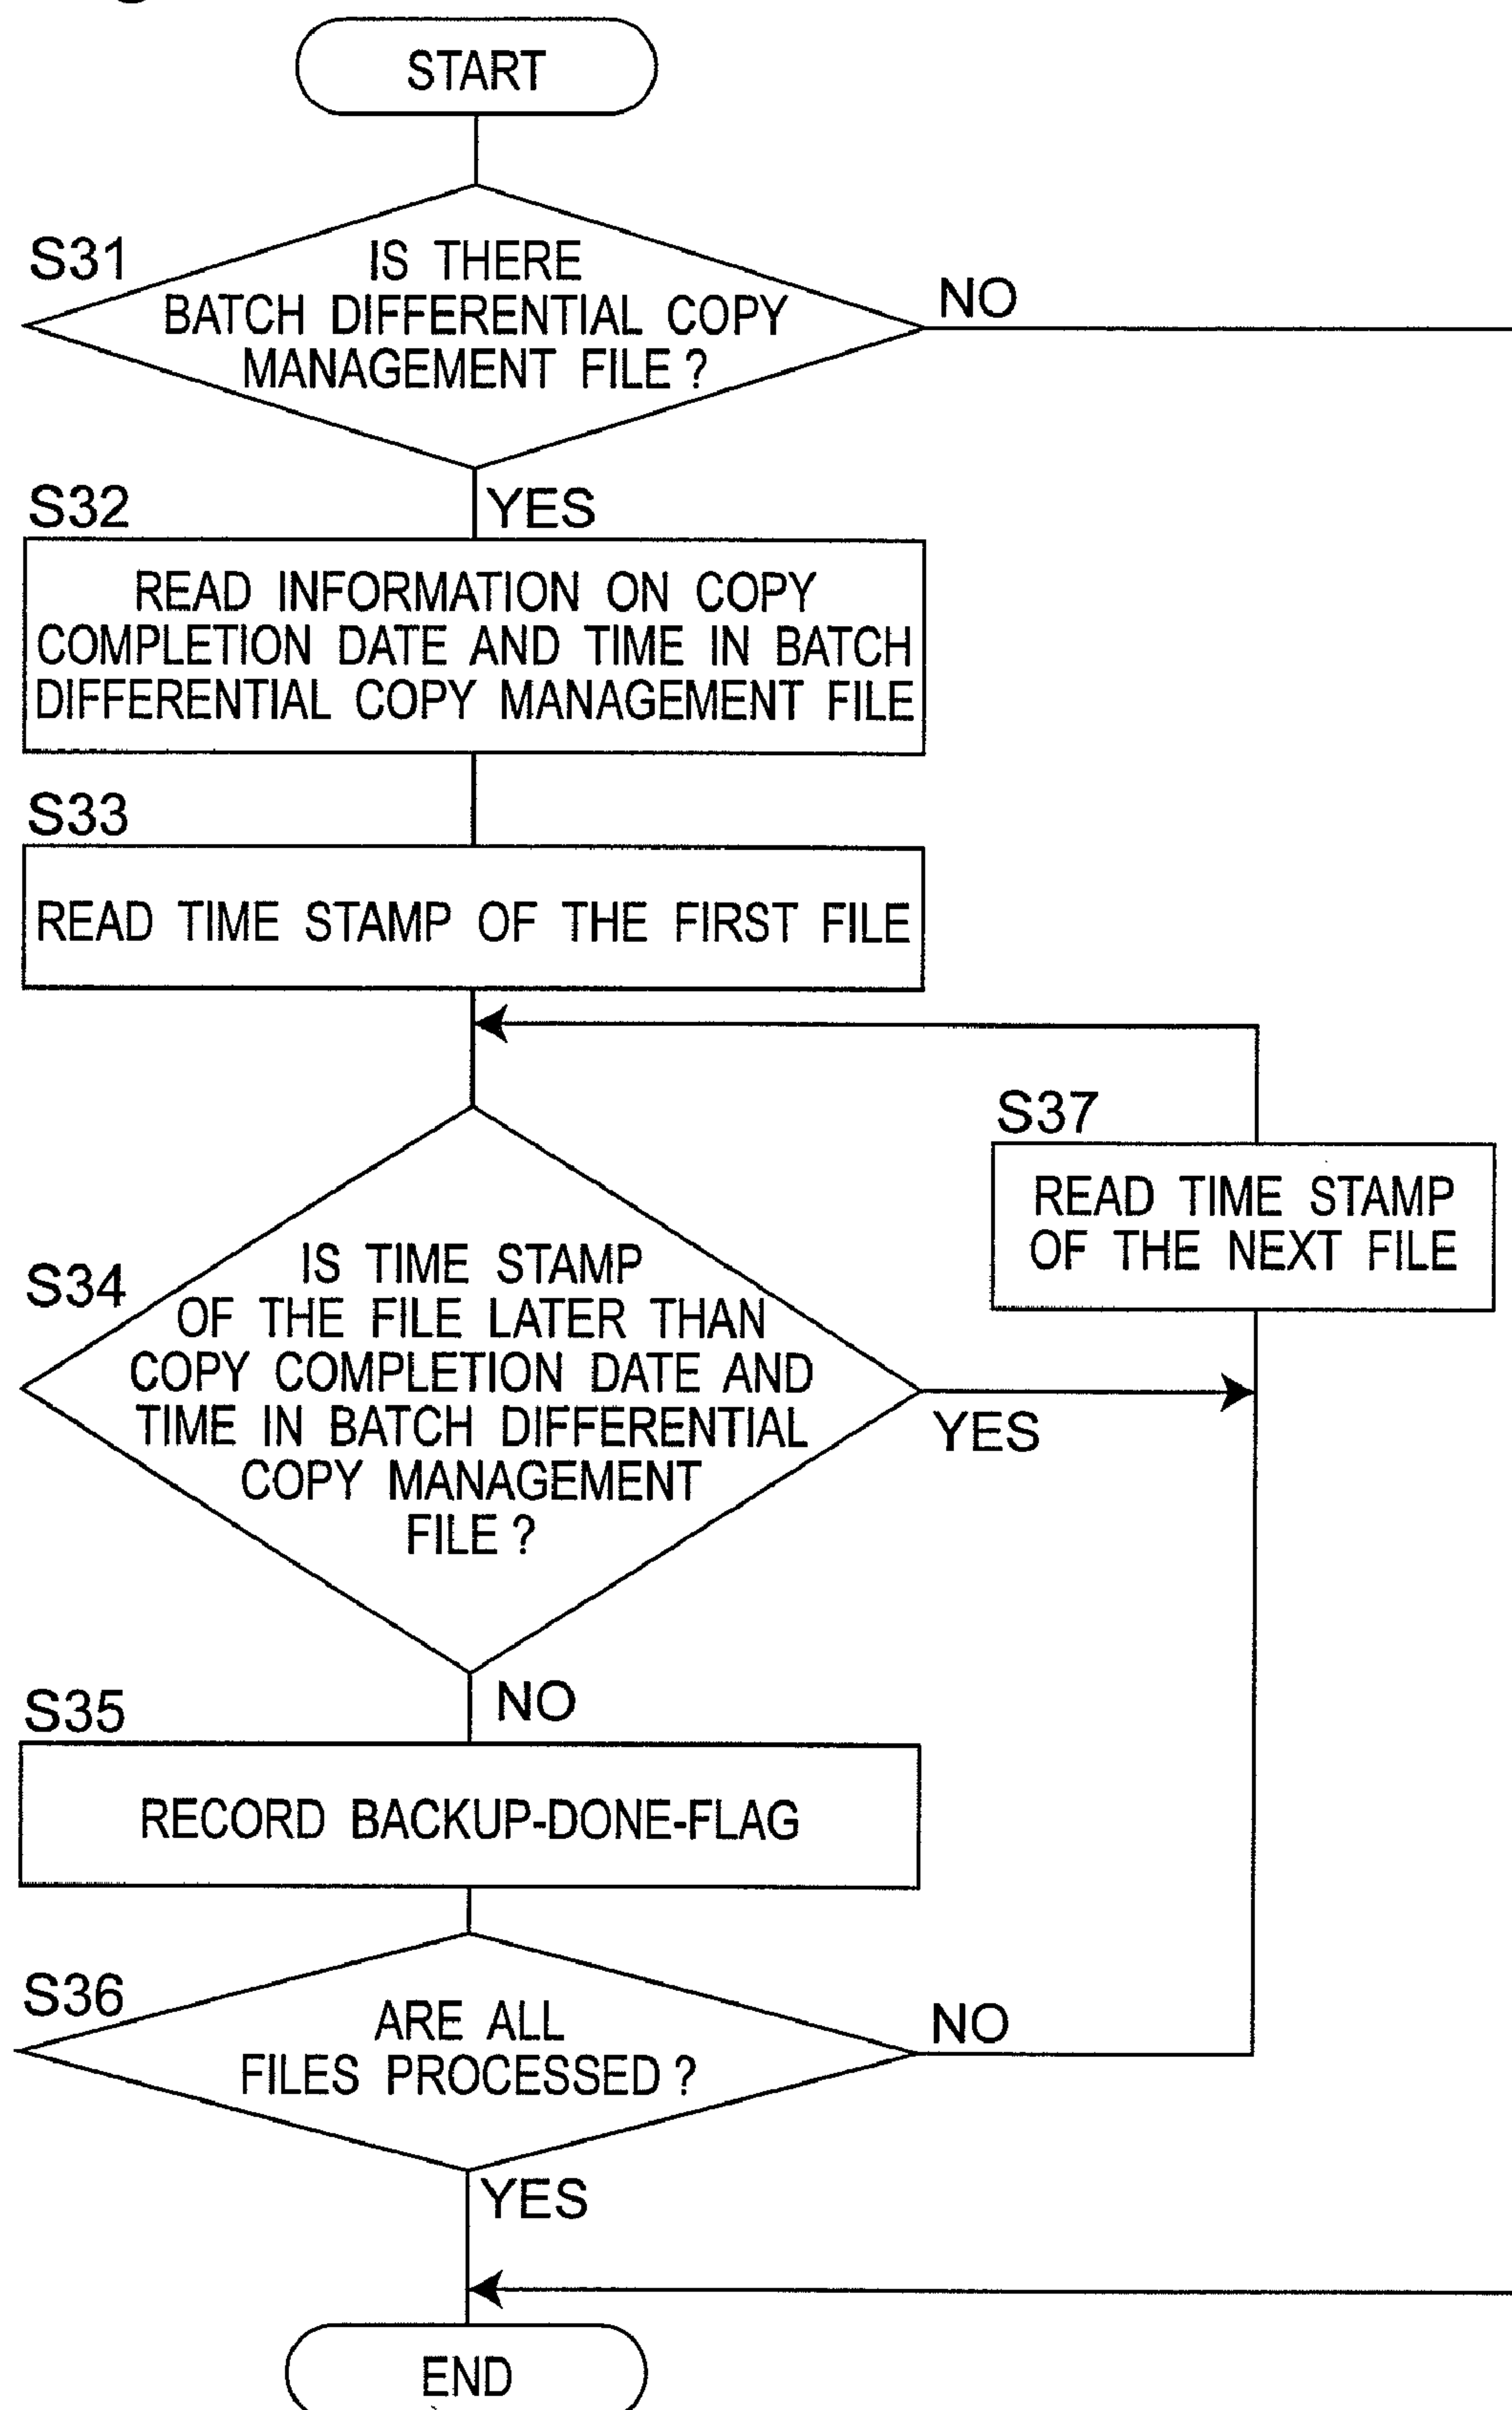 START
S31
IS THERE
BATCH DIFFERENTIAL COPY
MANAGEMENT FILE ?
NO
YES
S32
READ INFORMATION ON COPY
COMPLETION DATE AND TIME IN BATCH
DIFFERENTIAL COPY MANAGEMENT FILE
S33
READ TIME STAMP OF THE FIRST FILE
S37
READ TIME STAMP
OF THE NEXT FILE
S34
IS TIME STAMP
OF THE FILE LATER THAN
COPY COMPLETION DATE AND
TIME IN BATCH DIFFERENTIAL
COPY MANAGEMENT
FILE ?
YES
NO
S35
RECORD BACKUP-DONE-FLAG
S36
ARE ALL
FILES PROCESSED ?
NO
YES
END